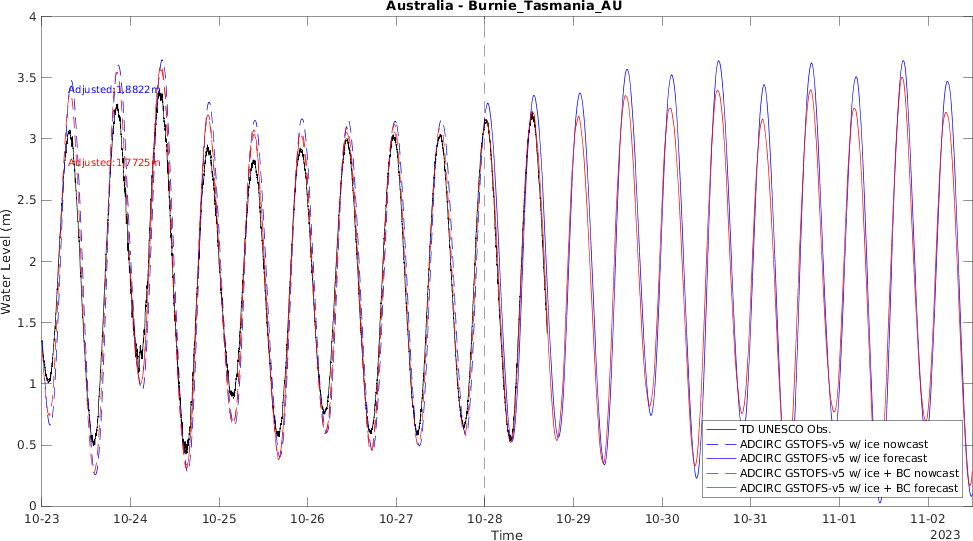 Australia - Burnie_Tasmania_AU
4
3.5
3
2.5
2
1.5
1
0.5
0
Water Level (m)
Adjusted:1.8822m
Adjusted:1.7725m
TD UNESCO Obs.
ADCIRC GSTOFS-v5 w/ ice nowcast
ADCIRC GSTOFS-v5 w/ ice forecast
ADCIRC GSTOFS-v5 w/ ice + BC nowcast
ADCIRC GSTOFS-v5 w/ ice + BC forecast
10-23 10-24 10-25 10-26 10-27 10-28 10-29 10-30 10-31 11-01 11-02
Time
2023